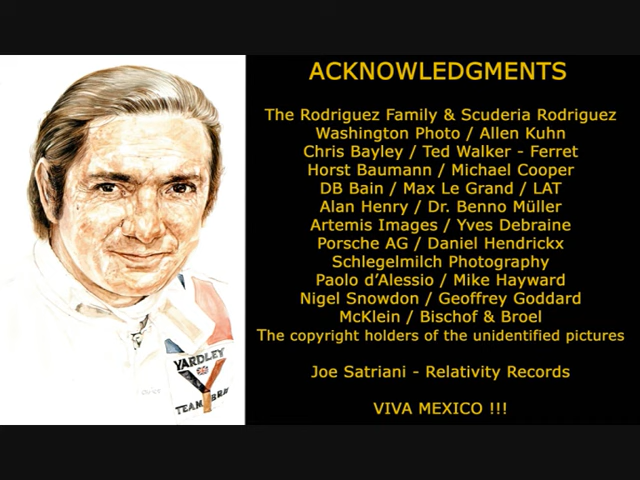 ACKNOWLEDGMENTS
The Rodriguez Family & Scuderia Rodriguez
Washington Photo / Allen Kuhn
Chris Bayley / Ted Walker - Ferret
Horst Baumann / Michael Cooper
DB Bain / Max Le Grand / LAT
Alan Henry / Dr. Benno Müller
Artemis Images / Yves Debraine
Porsche AG / Daniel Hendrickx
Schlegelmilch Photography
Paolo d'Alessio / Mike Hayward
Nigel Snowdon / Geoffrey Goddard
McKlein / Bischof & Broel
The copyright holders of the unidentified pictures
Joe Satriani - Relativity Records
VIVA MEXICO !!!
YARDLEY
TEAM